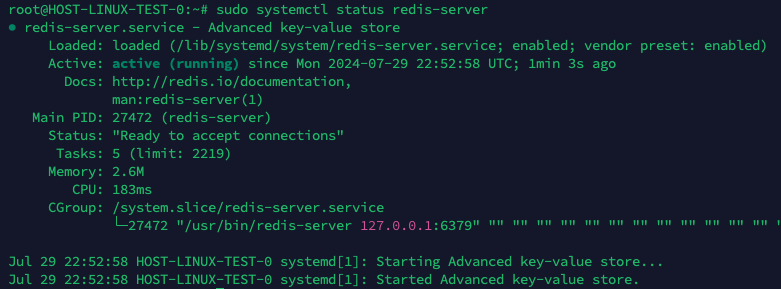 root@HOST-LINUX-TEST-0:~# sudo systemctl status redis-server
● redis-server.service - Advanced key-value store
     Loaded: loaded (/lib/systemd/system/redis-server.service; enabled; vendor preset: enabled)
     Active: active (running) since Mon 2024-07-29 22:52:58 UTC; 1min 3s ago
       Docs: http://redis.io/documentation,
             man:redis-server(1)
   Main PID: 27472 (redis-server)
     Status: "Ready to accept connections"
      Tasks: 5 (limit: 2219)
     Memory: 2.6M
        CPU: 183ms
     CGroup: /system.slice/redis-server.service
             └─27472 "/usr/bin/redis-server 127.0.0.1:6379" "" "" "" "" "" "" "" "" "" "" "" "" "
Jul 29 22:52:58 HOST-LINUX-TEST-0 systemd[1]: Starting Advanced key-value store...
Jul 29 22:52:58 HOST-LINUX-TEST-0 systemd[1]: Started Advanced key-value store.